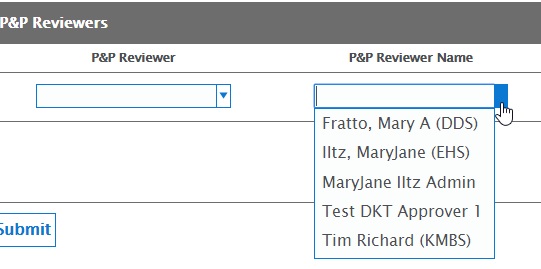 P&P Reviewers
P&P Reviewer P&P Reviewer Name
Fratto, Mary A (DDS)
Iltz, MaryJane (EHS)
MaryJane Iltz Admin
Test DKT Approver 1
Tim Richard (KMBS)
Submit